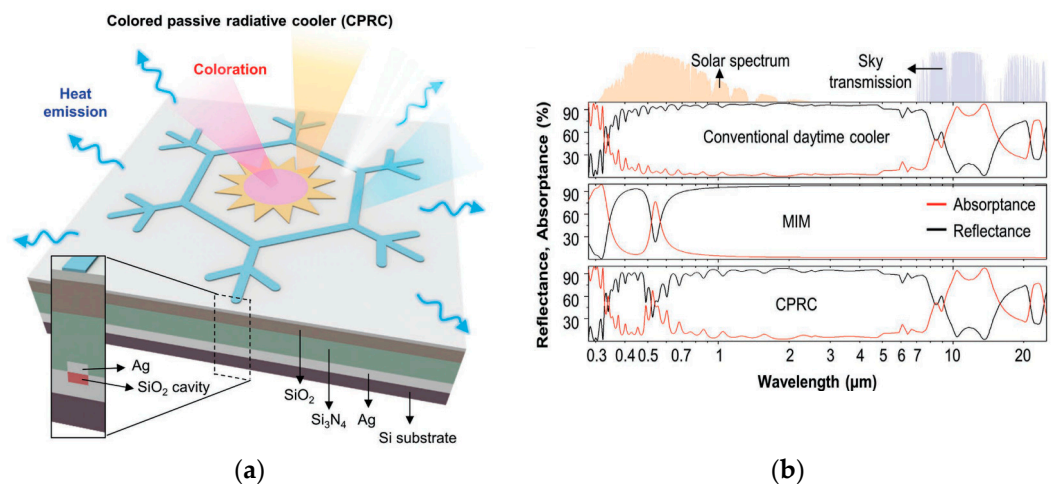 Colored passive radiative cooler (CPRC)
Coloration
Heat
emission
Ag
SiO2 cavity
SiO2
Si3N4
Ag
Si substrate
(a)
Solar spectrum
Sky
transmission
Reflectance, Absorptance (%)
90
60
30
Conventional daytime cooler
90
60
30
MIM
Absorptance
Reflectance
90
60
30
CPRC
0.3 0.4 0.5 0.7 1 2 3 4 5 6 7 10 20
Wavelength (μm)
(b)